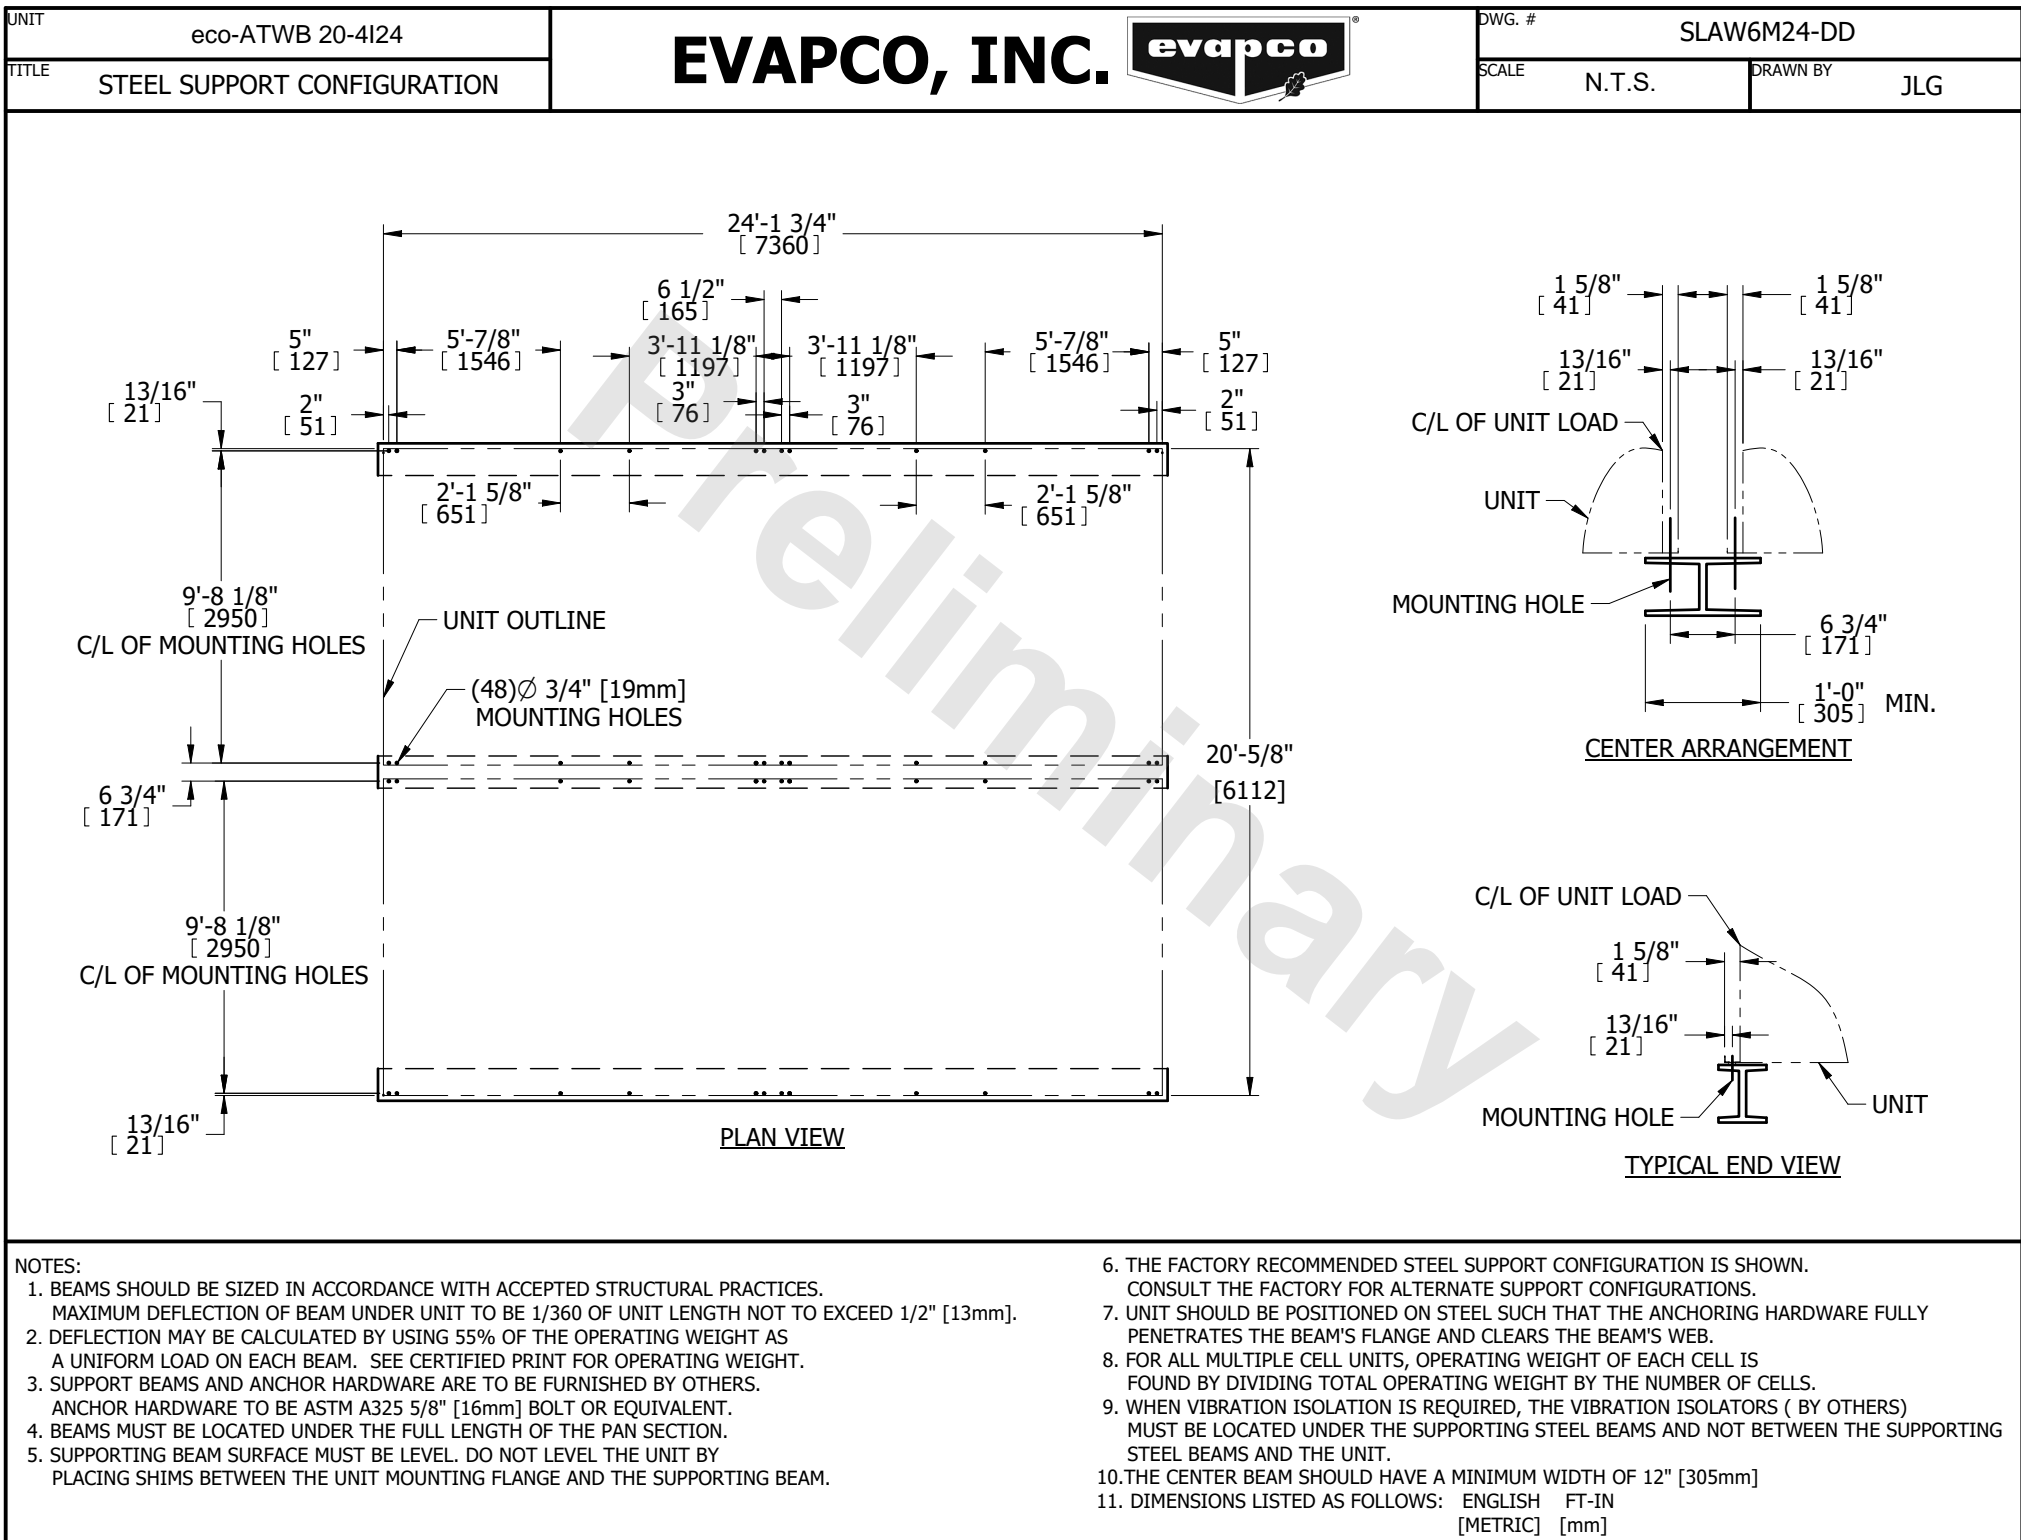 UNIT
eco-ATWB 20-4I24
TITLE
STEEL SUPPORT CONFIGURATION
EVAPCO, INC.
evapco
®
DWG. #
SLAW6M24-DD
SCALE
N.T.S.
DRAWN BY
JLG
24'-1 3/4"
[ 7360 ]
6 1/2"
[ 165 ]
5"
[ 127 ]
5'-7/8"
[ 1546 ]
3'-11 1/8"
[ 1197 ]
3'-11 1/8"
[ 1197 ]
5'-7/8"
[ 1546 ]
5"
[ 127 ]
13/16"
[ 21 ]
2"
[ 51 ]
3"
[ 76 ]
3"
[ 76 ]
2"
[ 51 ]
2'-1 5/8"
[ 651 ]
2'-1 5/8"
[ 651 ]
9'-8 1/8"
[ 2950 ]
C/L OF MOUNTING HOLES
UNIT OUTLINE
(48)Ø 3/4" [19mm]
MOUNTING HOLES
6 3/4"
[ 171 ]
20'-5/8"
[6112]
9'-8 1/8"
[ 2950 ]
C/L OF MOUNTING HOLES
13/16"
[ 21 ]
PLAN VIEW
Preliminary
1 5/8"
[ 41 ]
1 5/8"
[ 41 ]
13/16"
[ 21 ]
13/16"
[ 21 ]
C/L OF UNIT LOAD
UNIT
MOUNTING HOLE
6 3/4"
[ 171 ]
1'-0"
[ 305 ] MIN.
CENTER ARRANGEMENT
C/L OF UNIT LOAD
1 5/8"
[ 41 ]
13/16"
[ 21 ]
MOUNTING HOLE
UNIT
TYPICAL END VIEW
NOTES:
1. BEAMS SHOULD BE SIZED IN ACCORDANCE WITH ACCEPTED STRUCTURAL PRACTICES.
MAXIMUM DEFLECTION OF BEAM UNDER UNIT TO BE 1/360 OF UNIT LENGTH NOT TO EXCEED 1/2" [13mm].
2. DEFLECTION MAY BE CALCULATED BY USING 55% OF THE OPERATING WEIGHT AS
A UNIFORM LOAD ON EACH BEAM. SEE CERTIFIED PRINT FOR OPERATING WEIGHT.
3. SUPPORT BEAMS AND ANCHOR HARDWARE ARE TO BE FURNISHED BY OTHERS.
ANCHOR HARDWARE TO BE ASTM A325 5/8" [16mm] BOLT OR EQUIVALENT.
4. BEAMS MUST BE LOCATED UNDER THE FULL LENGTH OF THE PAN SECTION.
5. SUPPORTING BEAM SURFACE MUST BE LEVEL. DO NOT LEVEL THE UNIT BY
PLACING SHIMS BETWEEN THE UNIT MOUNTING FLANGE AND THE SUPPORTING BEAM.
6. THE FACTORY RECOMMENDED STEEL SUPPORT CONFIGURATION IS SHOWN.
CONSULT THE FACTORY FOR ALTERNATE SUPPORT CONFIGURATIONS.
7. UNIT SHOULD BE POSITIONED ON STEEL SUCH THAT THE ANCHORING HARDWARE FULLY
PENETRATES THE BEAM'S FLANGE AND CLEARS THE BEAM'S WEB.
8. FOR ALL MULTIPLE CELL UNITS, OPERATING WEIGHT OF EACH CELL IS
FOUND BY DIVIDING TOTAL OPERATING WEIGHT BY THE NUMBER OF CELLS.
9. WHEN VIBRATION ISOLATION IS REQUIRED, THE VIBRATION ISOLATORS ( BY OTHERS)
MUST BE LOCATED UNDER THE SUPPORTING STEEL BEAMS AND NOT BETWEEN THE SUPPORTING
STEEL BEAMS AND THE UNIT.
10.THE CENTER BEAM SHOULD HAVE A MINIMUM WIDTH OF 12" [305mm]
11. DIMENSIONS LISTED AS FOLLOWS: ENGLISH FT-IN
[METRIC] [mm]